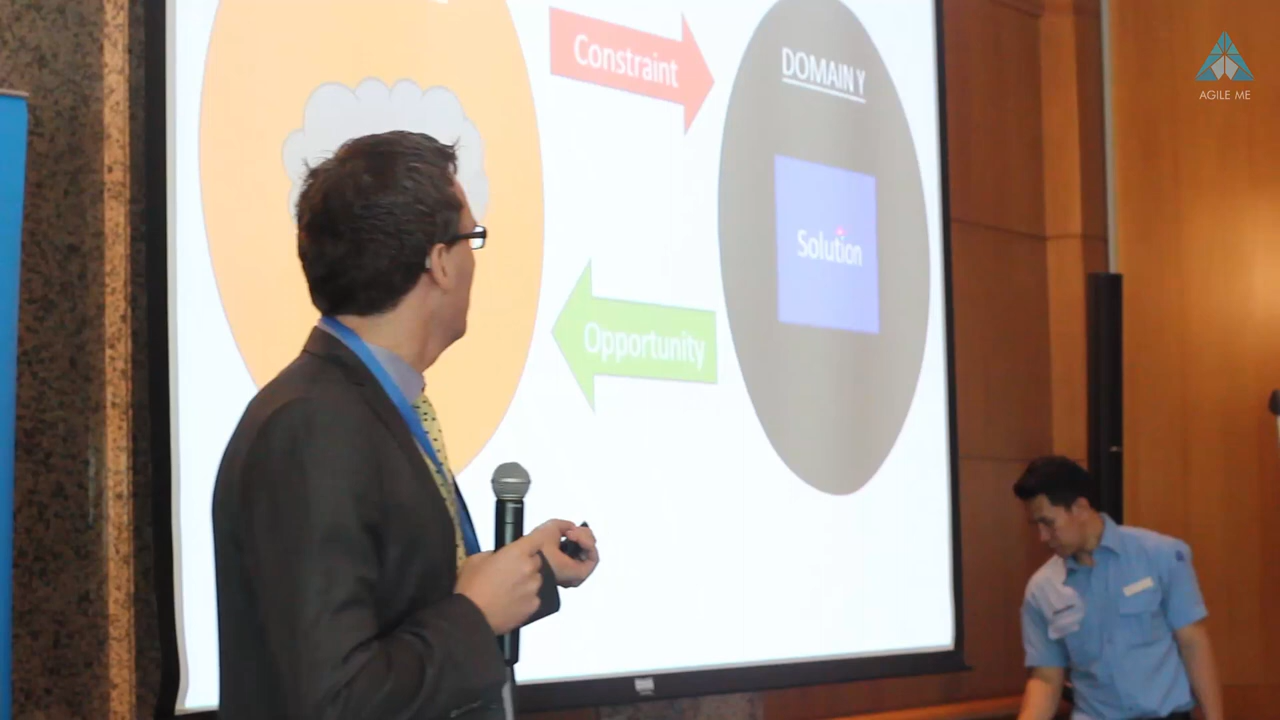 Constraint
DOMAIN Y
Solution
Opportunity
AGILE ME